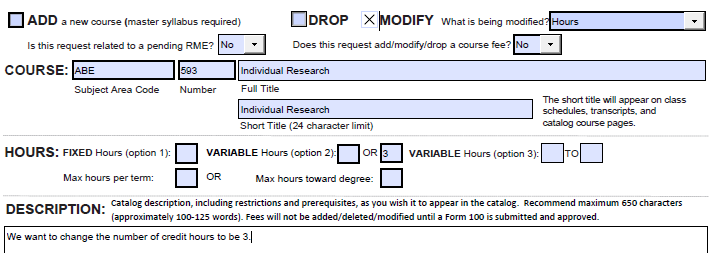 ADD a new course (master syllabus required) DROP MODIFY What is being modified? Hours
Is this request related to a pending RME? No Does this request add/modify/drop a course fee? No
COURSE: ABE 593 Individual Research
Subject Area Code Number Full Title
Individual Research
Short Title (24 character limit)
The short title will appear on class
schedules, transcripts, and
catalog course pages.
HOURS: FIXED Hours (option 1): VARIABLE Hours (option 2): OR 3 VARIABLE Hours (option 3): TO
Max hours per term: OR Max hours toward degree:
DESCRIPTION: Catalog description, including restrictions and prerequisites, as you wish it to appear in the catalog. Recommend maximum 650 characters
(approximately 100-125 words). Fees will not be added/deleted/modified until a Form 100 is submitted and approved.
We want to change the number of credit hours to be 3.